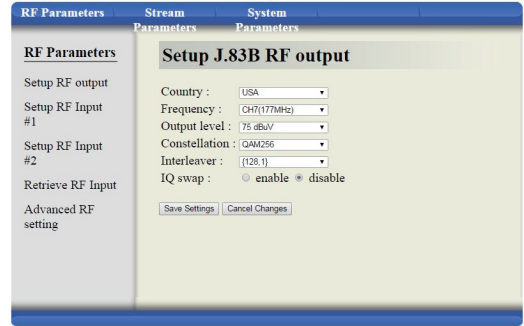 RF Parameters Stream Parameters System Parameters
RF Parameters
Setup RF output
Setup RF Input
#1
Setup RF Input
#2
Retrieve RF Input
Advanced RF
setting
Setup J.83B RF output
Country : USA
Frequency : CH7(177MHz)
Output level : 75 dBuV
Constellation : QAM256
Interleaver : {128,1}
IQ swap : enable disable
Save Settings Cancel Changes